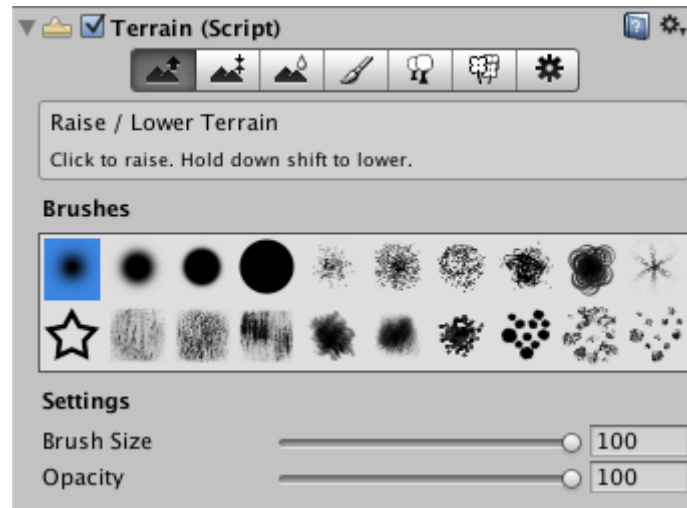 Terrain (Script)
Raise / Lower Terrain
Click to raise. Hold down shift to lower.
Brushes
Settings
Brush Size 100
Opacity 100